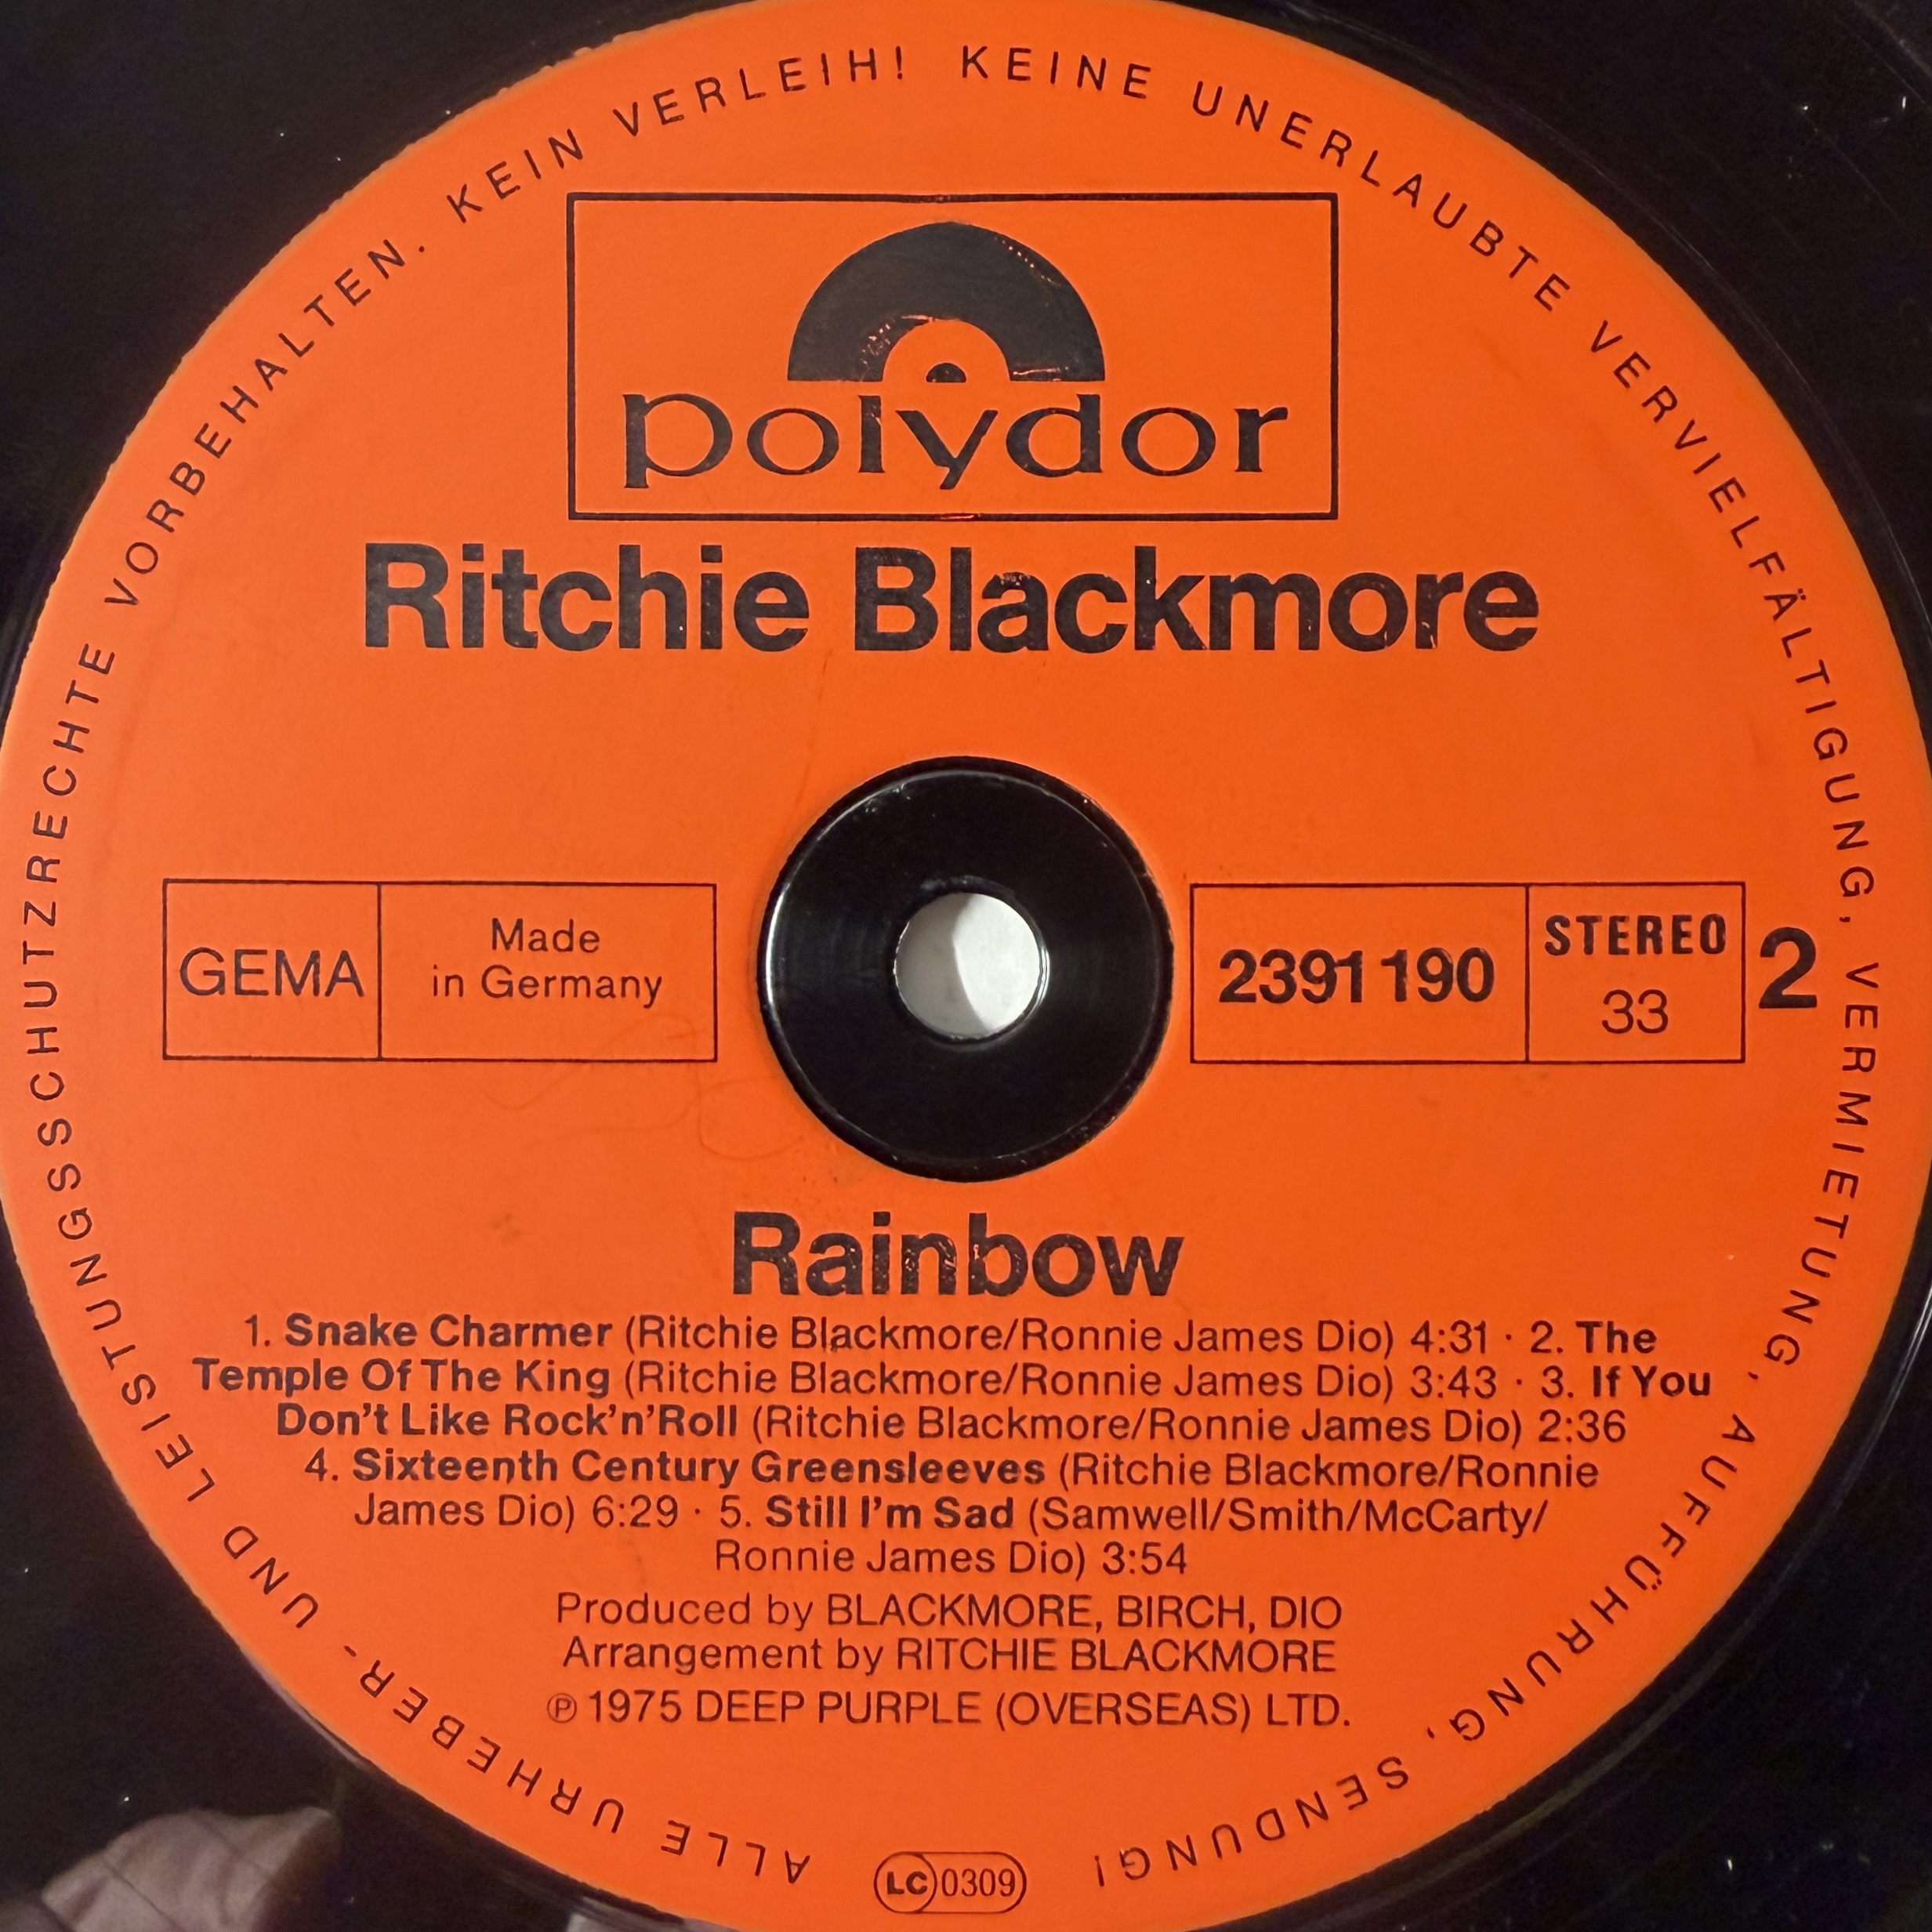 ALLE URHEBER- UND LEISTUNGSSCHUTZRECHTE VORBEHALTEN. KEIN VERLEIH! KEINE UNERLAUBTE VERVIELFÄLTIGUNG, VERMIETUNG, AUFFÜHRUNG, SENDUNG!
polydor
Ritchie Blackmore
GEMA
Made
in Germany
2391 190
STEREO
33
2
Rainbow
1. Snake Charmer (Ritchie Blackmore/Ronnie James Dio) 4:31 · 2. The
Temple Of The King (Ritchie Blackmore/Ronnie James Dio) 3:43 · 3. If You
Don't Like Rock'n'Roll (Ritchie Blackmore/Ronnie James Dio) 2:36
4. Sixteenth Century Greensleeves (Ritchie Blackmore/Ronnie
James Dio) 6:29 · 5. Still I'm Sad (Samwell/Smith/McCarty/
Ronnie James Dio) 3:54
Produced by BLACKMORE, BIRCH, DIO
Arrangement by RITCHIE BLACKMORE
Ⓟ 1975 DEEP PURPLE (OVERSEAS) LTD.
LC 0309